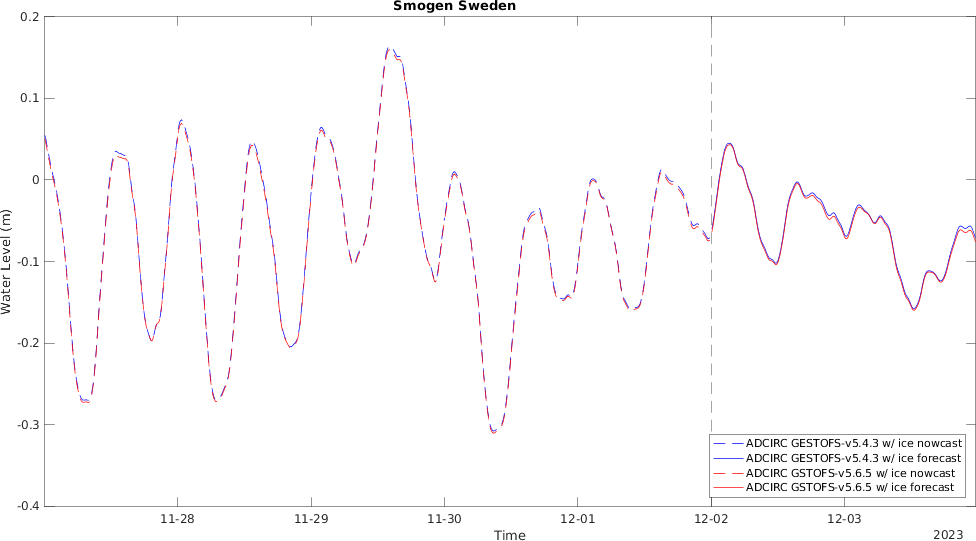 Smogen Sweden
0.2
0.1
0
-0.1
-0.2
-0.3
-0.4
Water Level (m)
ADCIRC GESTOFS-v5.4.3 w/ ice nowcast
ADCIRC GESTOFS-v5.4.3 w/ ice forecast
ADCIRC GSTOFS-v5.6.5 w/ ice nowcast
ADCIRC GSTOFS-v5.6.5 w/ ice forecast
11-28 11-29 11-30 12-01 12-02 12-03
Time
2023